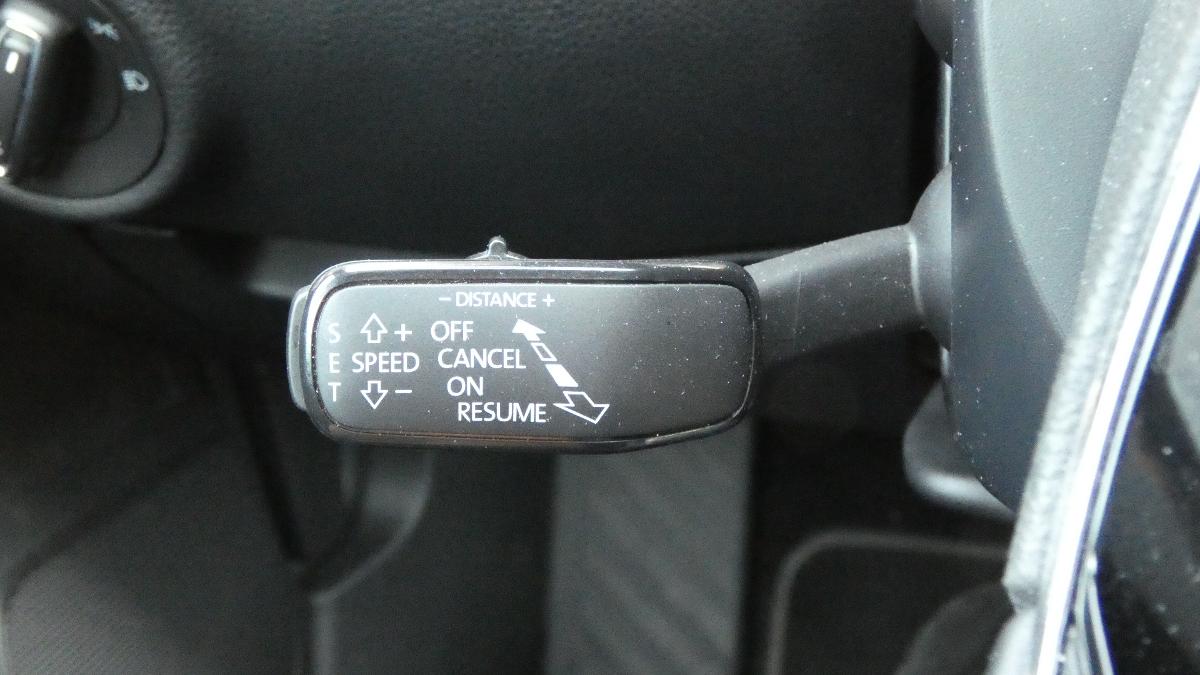 - DISTANCE +
S + OFF
E SPEED CANCEL
T - ON
RESUME